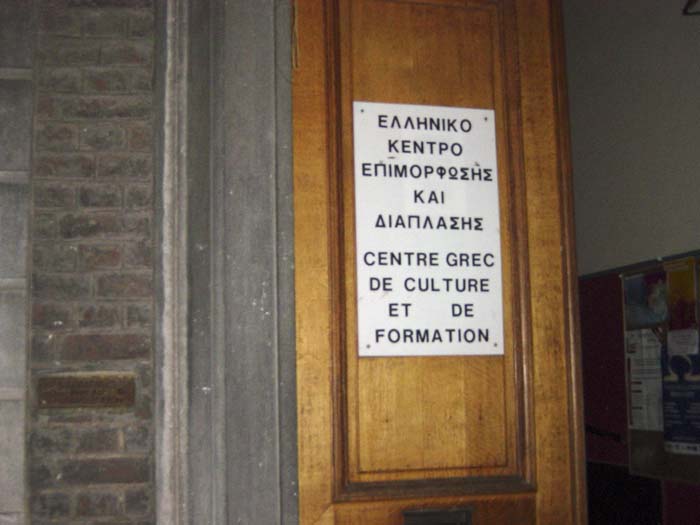 ΕΛΛΗΝΙΚΟ
ΚΕΝΤΡΟ
ΕΠΙΜΟΡΦΩΣΗΣ
ΚΑΙ
ΔΙΑΠΛΑΣΗΣ
CENTRE GREC
DE CULTURE
ET DE
FORMATION